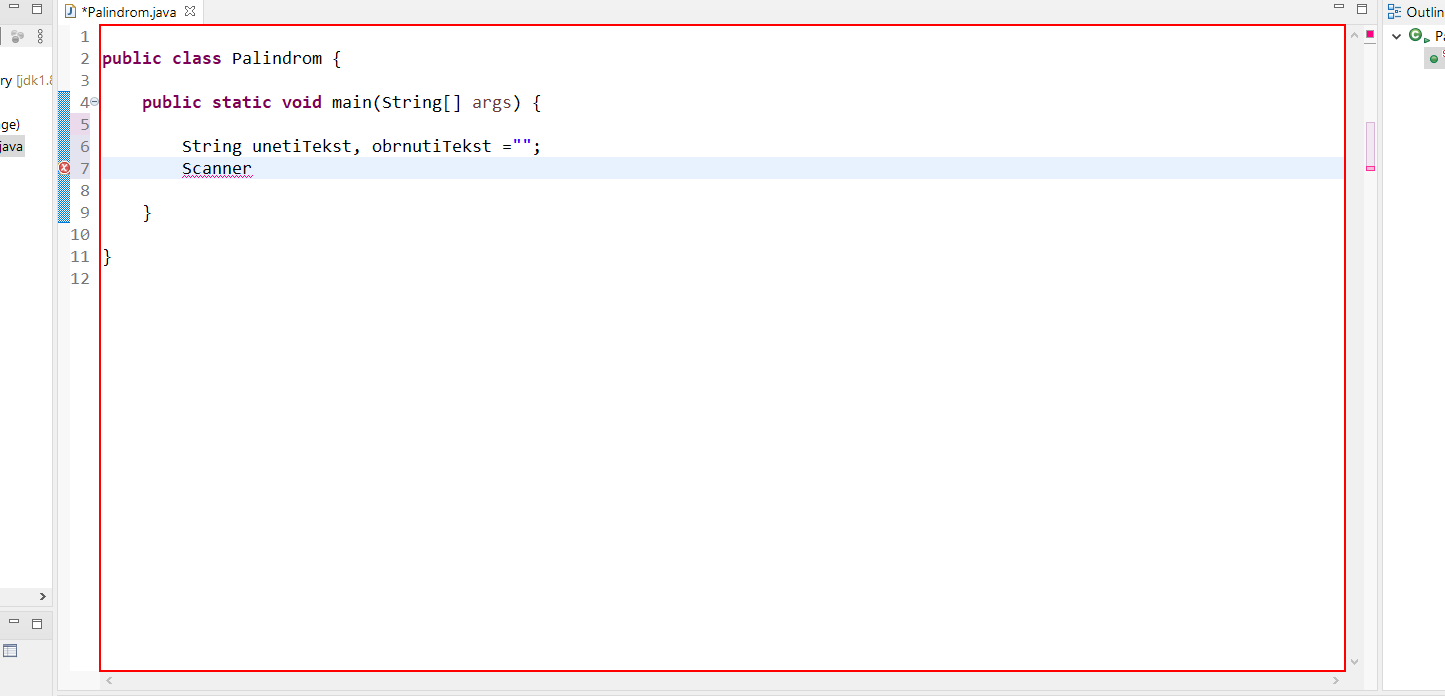 *Palindrom.java
Outlin
1
2 public class Palindrom {
3
4 public static void main(String[] args) {
5
6 String unetiTekst, obrnutiTekst ="";
7 Scanner
8
9 }
10
11 }
12
ry [jdk1.8
ge)
java